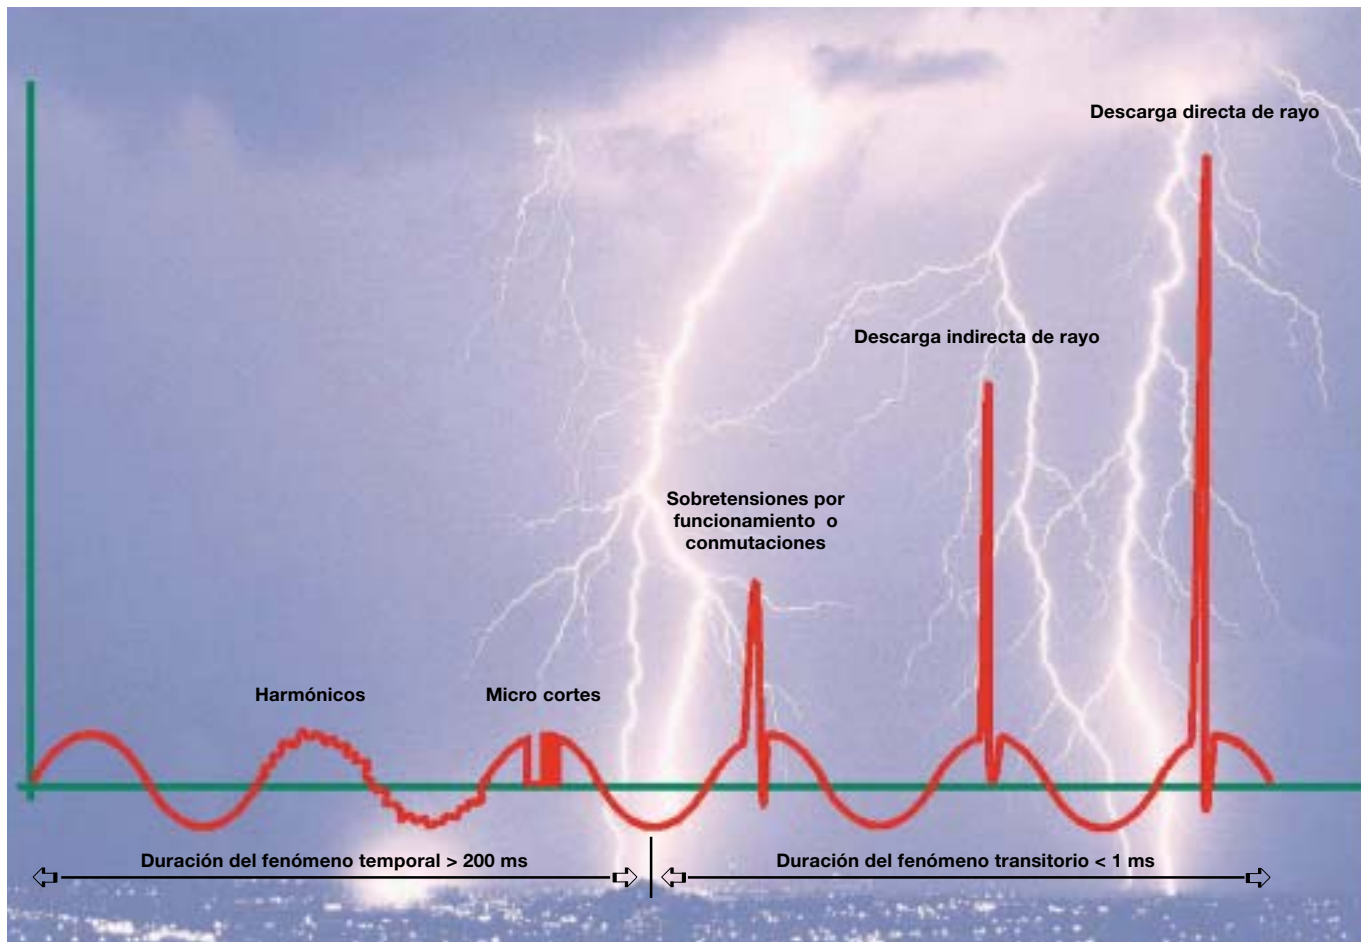 Descarga directa de rayo
Descarga indirecta de rayo
Sobretensiones por
funcionamiento o
conmutaciones
Harmónicos
Micro cortes
Duración del fenómeno temporal > 200 ms
Duración del fenómeno transitorio < 1 ms